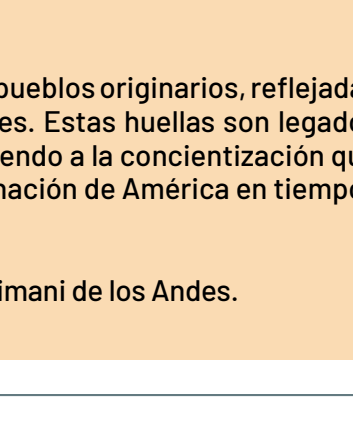 pueblos originarios, reflejada
es. Estas huellas son legado
endo a la concientización qu
nación de América en tiempo
imani de los Andes.